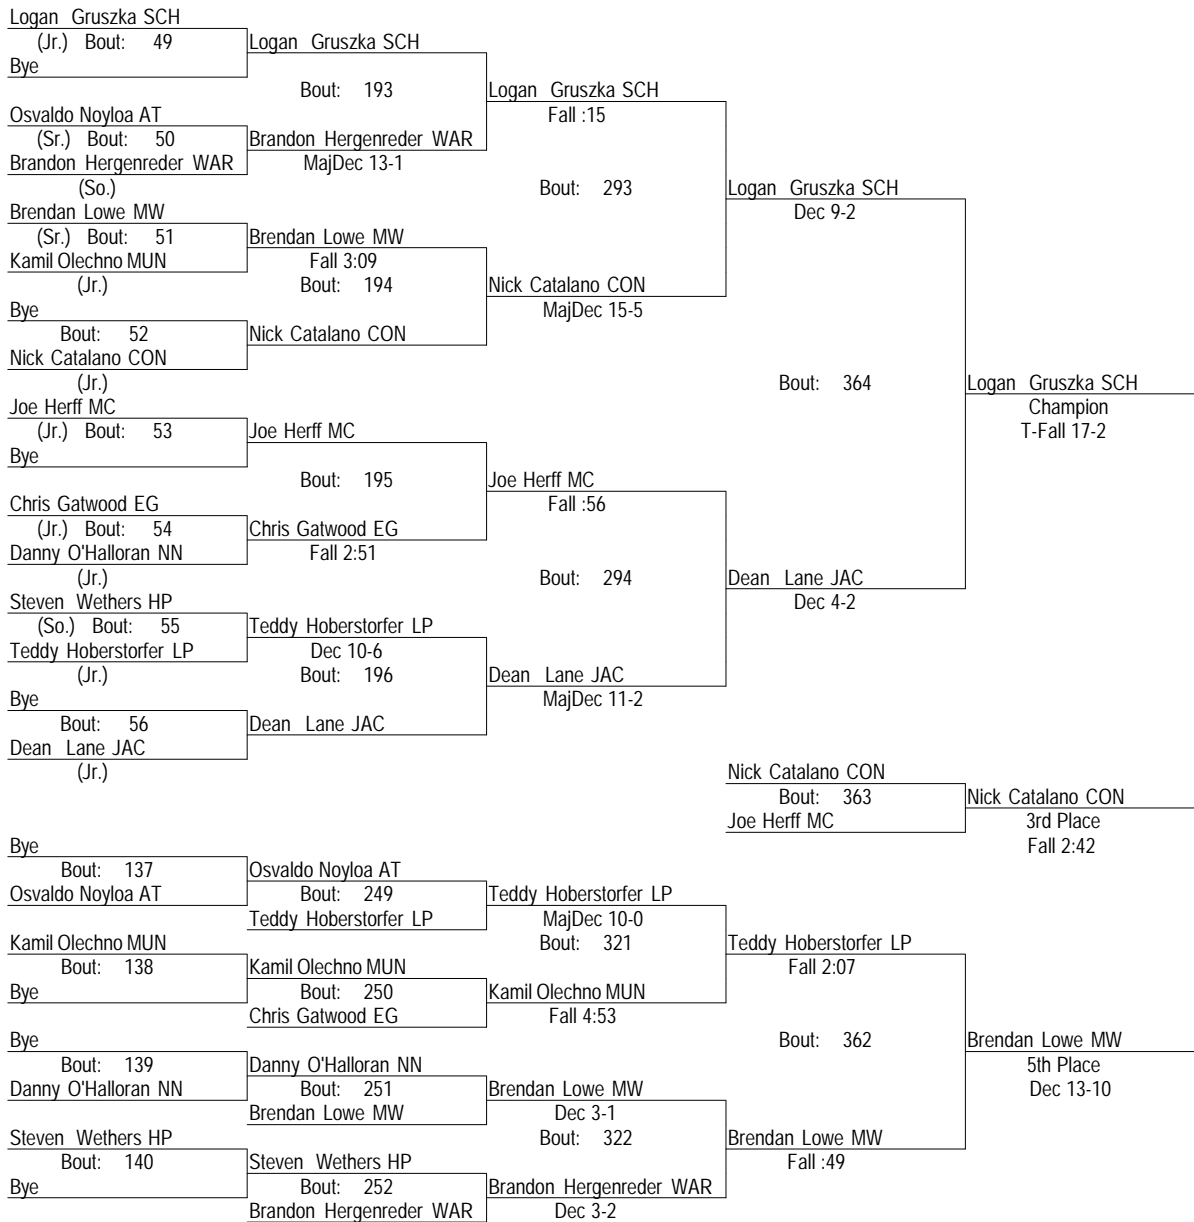 Logan Gruszka SCH
(Jr.) Bout: 49
Bye
Osvaldo Noyloa AT
(Sr.) Bout: 50
Brandon Hergenreder WAR
(So.)
Brendan Lowe MW
(Sr.) Bout: 51
Kamil Olechno MUN
(Jr.)
Bye
Bout: 52
Nick Catalano CON
(Jr.)
Joe Herff MC
(Jr.) Bout: 53
Bye
Chris Gatwood EG
(Jr.) Bout: 54
Danny O'Halloran NN
(Jr.)
Steven Wethers HP
(So.) Bout: 55
Teddy Hoberstorfer LP
(Jr.)
Bye
Bout: 56
Dean Lane JAC
(Jr.)
Logan Gruszka SCH
Bout: 193
Brandon Hergenreder WAR
MajDec 13-1
Brendan Lowe MW
Fall 3:09
Bout: 194
Nick Catalano CON
Joe Herff MC
Bout: 195
Chris Gatwood EG
Fall 2:51
Teddy Hoberstorfer LP
Dec 10-6
Bout: 196
Dean Lane JAC
Logan Gruszka SCH
Fall :15
Bout: 293
Nick Catalano CON
MajDec 15-5
Joe Herff MC
Fall :56
Bout: 294
Dean Lane JAC
MajDec 11-2
Logan Gruszka SCH
Dec 9-2
Bout: 364
Dean Lane JAC
Dec 4-2
Logan Gruszka SCH
Champion
T-Fall 17-2
Nick Catalano CON
Bout: 363
Joe Herff MC
Nick Catalano CON
3rd Place
Fall 2:42
Bye
Bout: 137
Osvaldo Noyloa AT
Kamil Olechno MUN
Bout: 138
Bye
Bye
Bout: 139
Danny O'Halloran NN
Steven Wethers HP
Bout: 140
Bye
Osvaldo Noyloa AT
Bout: 249
Teddy Hoberstorfer LP
Kamil Olechno MUN
Bout: 250
Chris Gatwood EG
Danny O'Halloran NN
Bout: 251
Brendan Lowe MW
Steven Wethers HP
Bout: 252
Brandon Hergenreder WAR
Teddy Hoberstorfer LP
MajDec 10-0
Bout: 321
Kamil Olechno MUN
Fall 4:53
Brendan Lowe MW
Dec 3-1
Bout: 322
Brandon Hergenreder WAR
Dec 3-2
Teddy Hoberstorfer LP
Fall 2:07
Bout: 362
Brendan Lowe MW
Fall :49
Brendan Lowe MW
5th Place
Dec 13-10